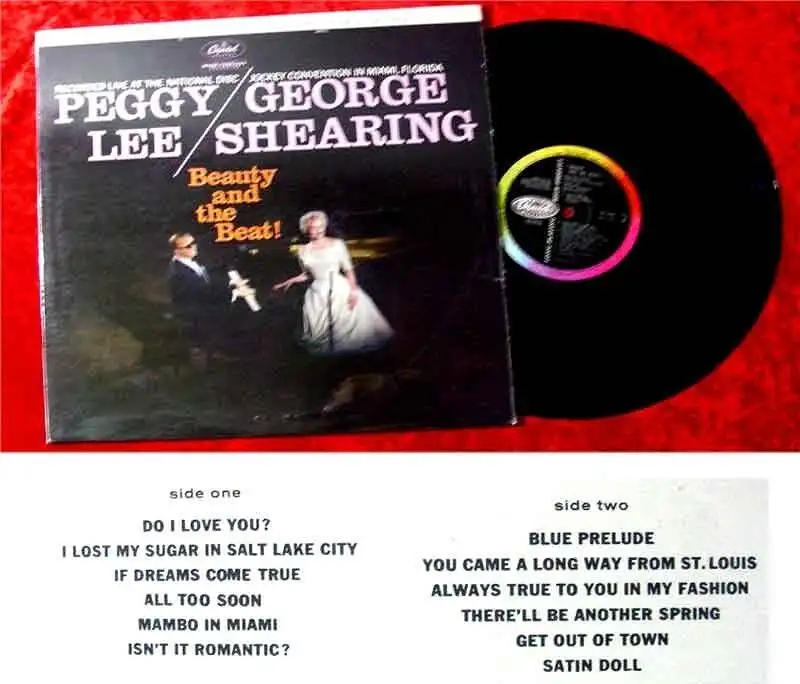 Capitol
RECORDED LIVE AT THE NATIONAL DISC JOCKEY CONVENTION IN MIAMI, FLORIDA
PEGGY / GEORGE
LEE / SHEARING
Beauty
and
the
Beat!
Capitol
side one
DO I LOVE YOU?
I LOST MY SUGAR IN SALT LAKE CITY
IF DREAMS COME TRUE
ALL TOO SOON
MAMBO IN MIAMI
ISN'T IT ROMANTIC?
side two
BLUE PRELUDE
YOU CAME A LONG WAY FROM ST. LOUIS
ALWAYS TRUE TO YOU IN MY FASHION
THERE'LL BE ANOTHER SPRING
GET OUT OF TOWN
SATIN DOLL